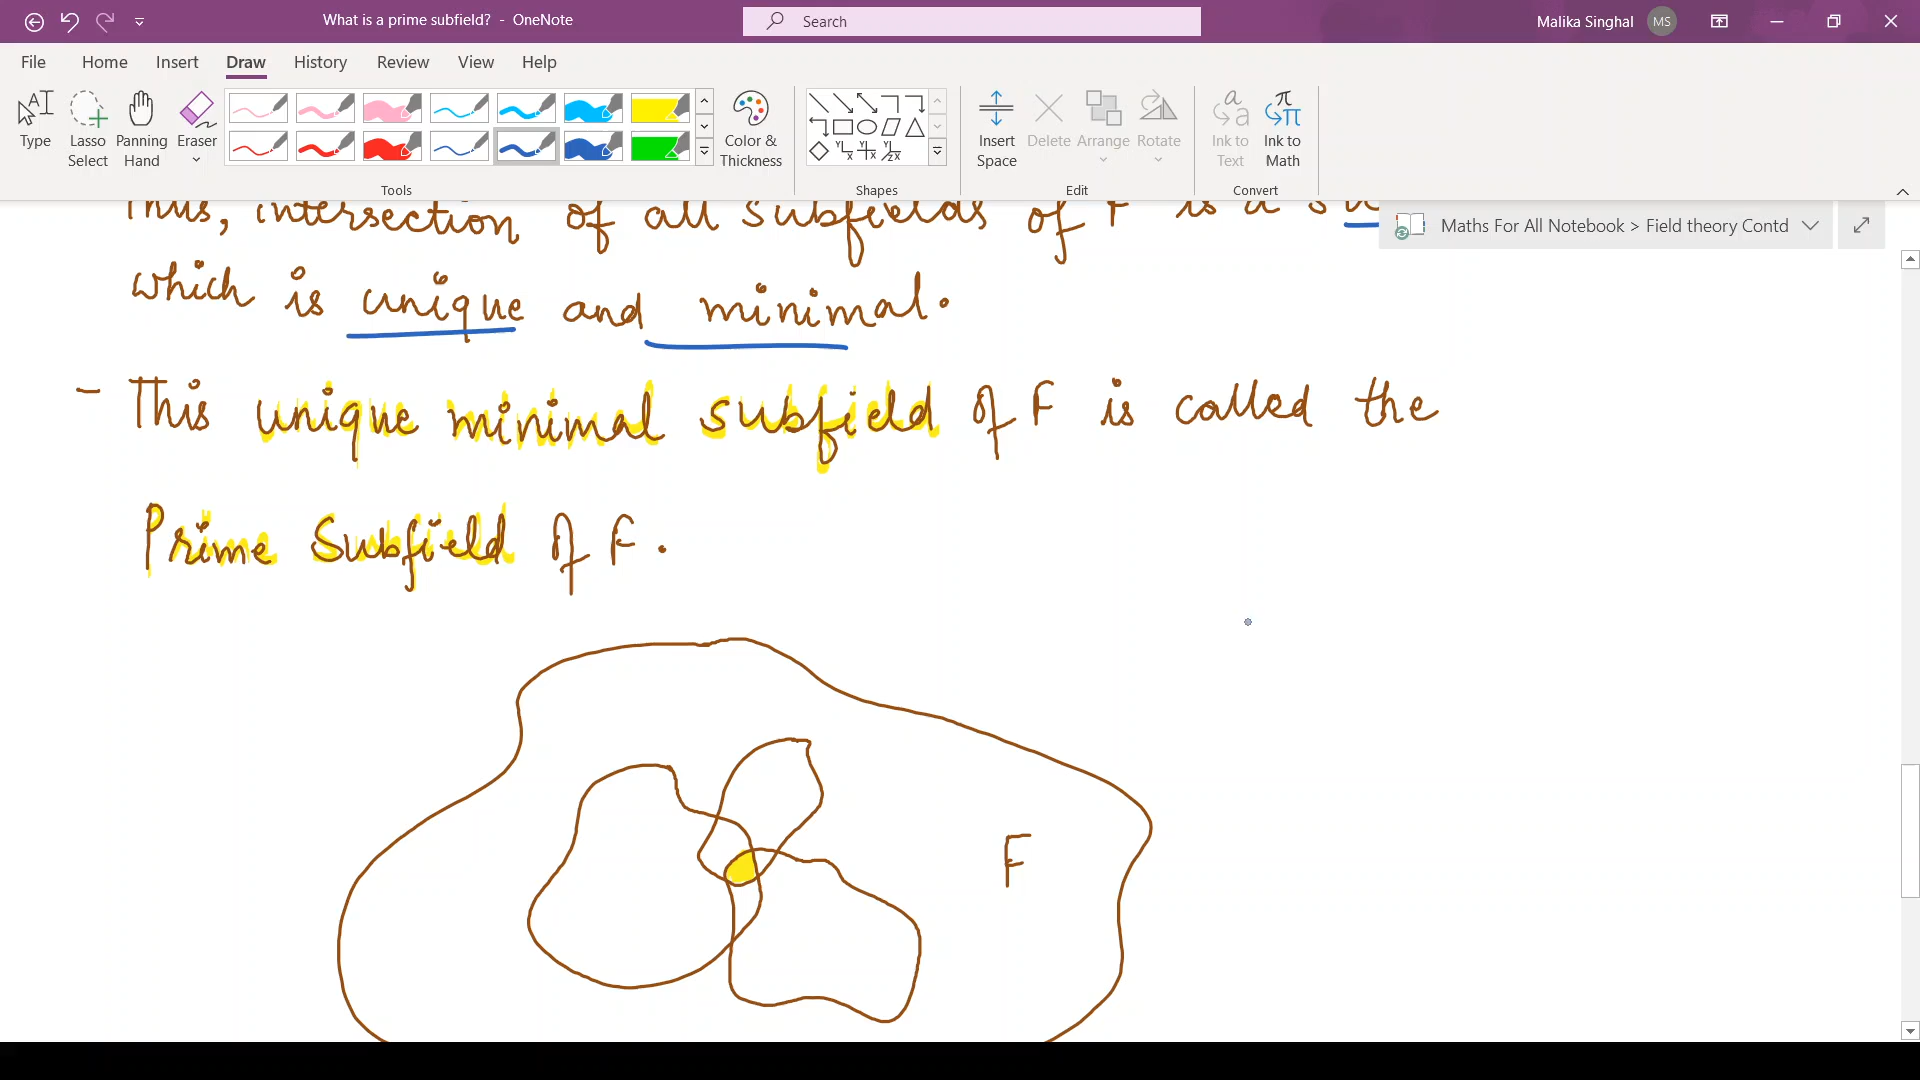 What is a prime subfield? - OneNote
Search
Malika Singhal MS
File Home Insert Draw History Review View Help
Type
Lasso Select
Panning Hand
Eraser
Color & Thickness
Insert Space
Delete
Arrange
Rotate
Ink to Text
Ink to Math
Tools Shapes Edit Convert
Maths For All Notebook > Field theory Contd
Thus, intersection of all subfields of F is a
which is unique and minimal.
- This unique minimal subfield of F is called the
Prime Subfield of F.
F